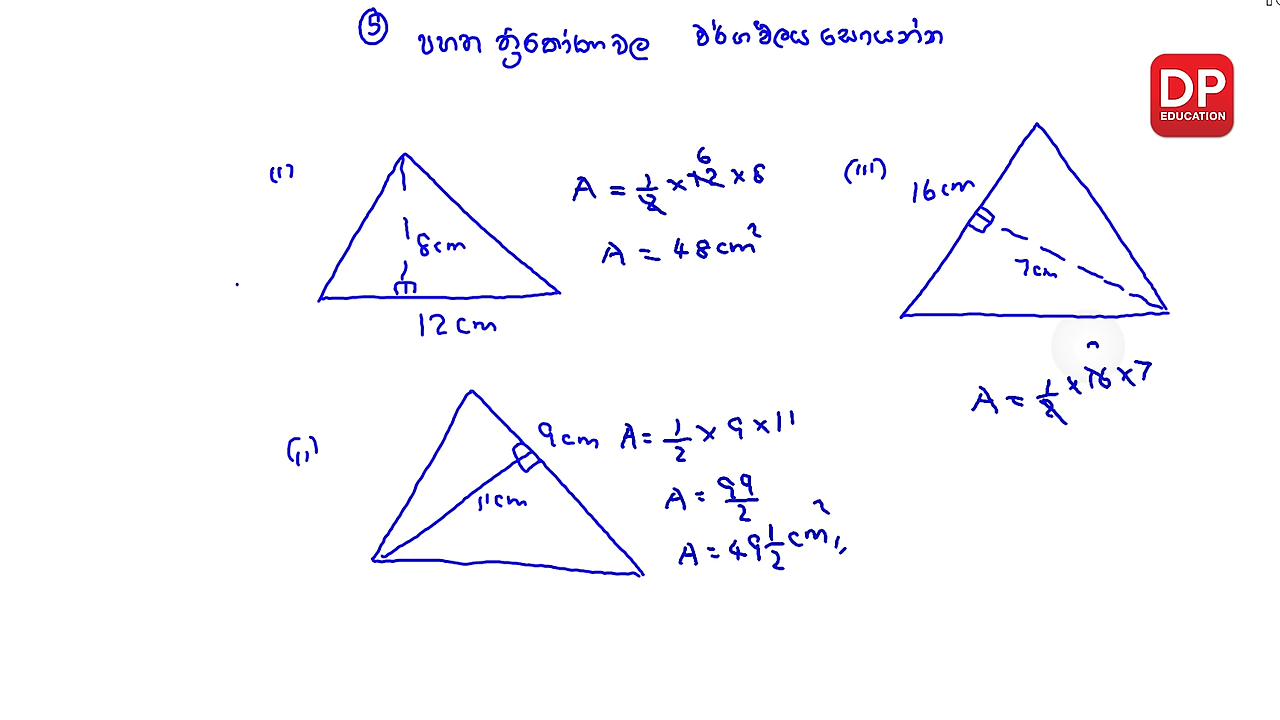 ⑤ පහත ත්‍රිකෝණවල වර්ගඵලය සොයන්න
DP
EDUCATION
(i)
8cm
12 cm
A = 1/2 × 12 × 8
6
A = 48 cm²
(ii)
9cm
11cm
A = 1/2 × 9 × 11
A = 99/2
A = 49 1/2 cm²
(iii)
16cm
7cm
A = 1/2 × 16 × 7